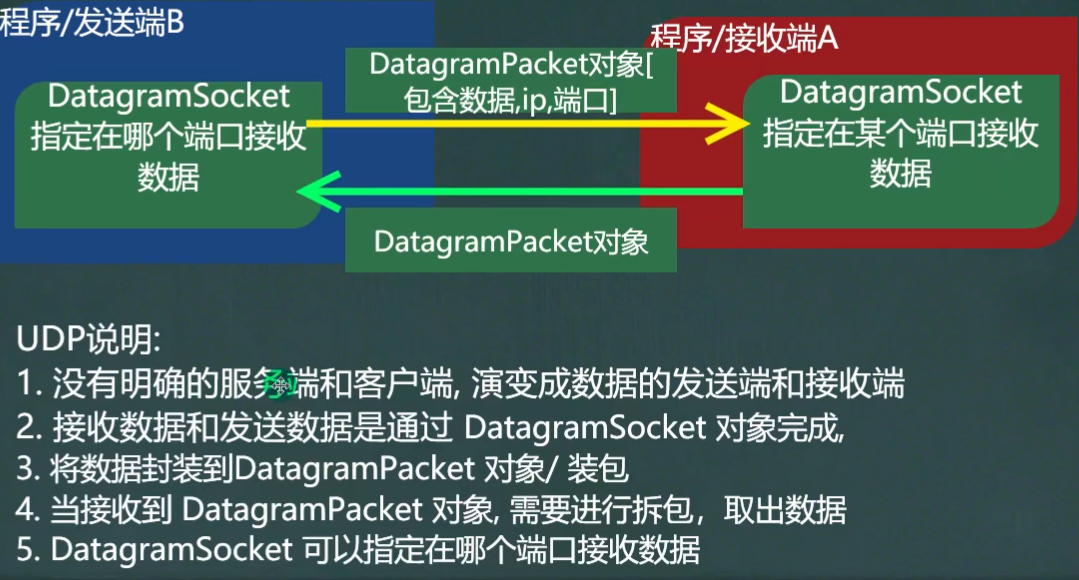 程序/发送端B
程序/接收端A
DatagramPacket对象[
包含数据,ip,端口]
DatagramSocket
指定在哪个端口接收
数据
DatagramSocket
指定在某个端口接收
数据
DatagramPacket对象
UDP说明:
1. 没有明确的服务端和客户端, 演变成数据的发送端和接收端
2. 接收数据和发送数据是通过 DatagramSocket 对象完成,
3. 将数据封装到DatagramPacket 对象/ 装包
4. 当接收到 DatagramPacket 对象, 需要进行拆包，取出数据
5. DatagramSocket 可以指定在哪个端口接收数据